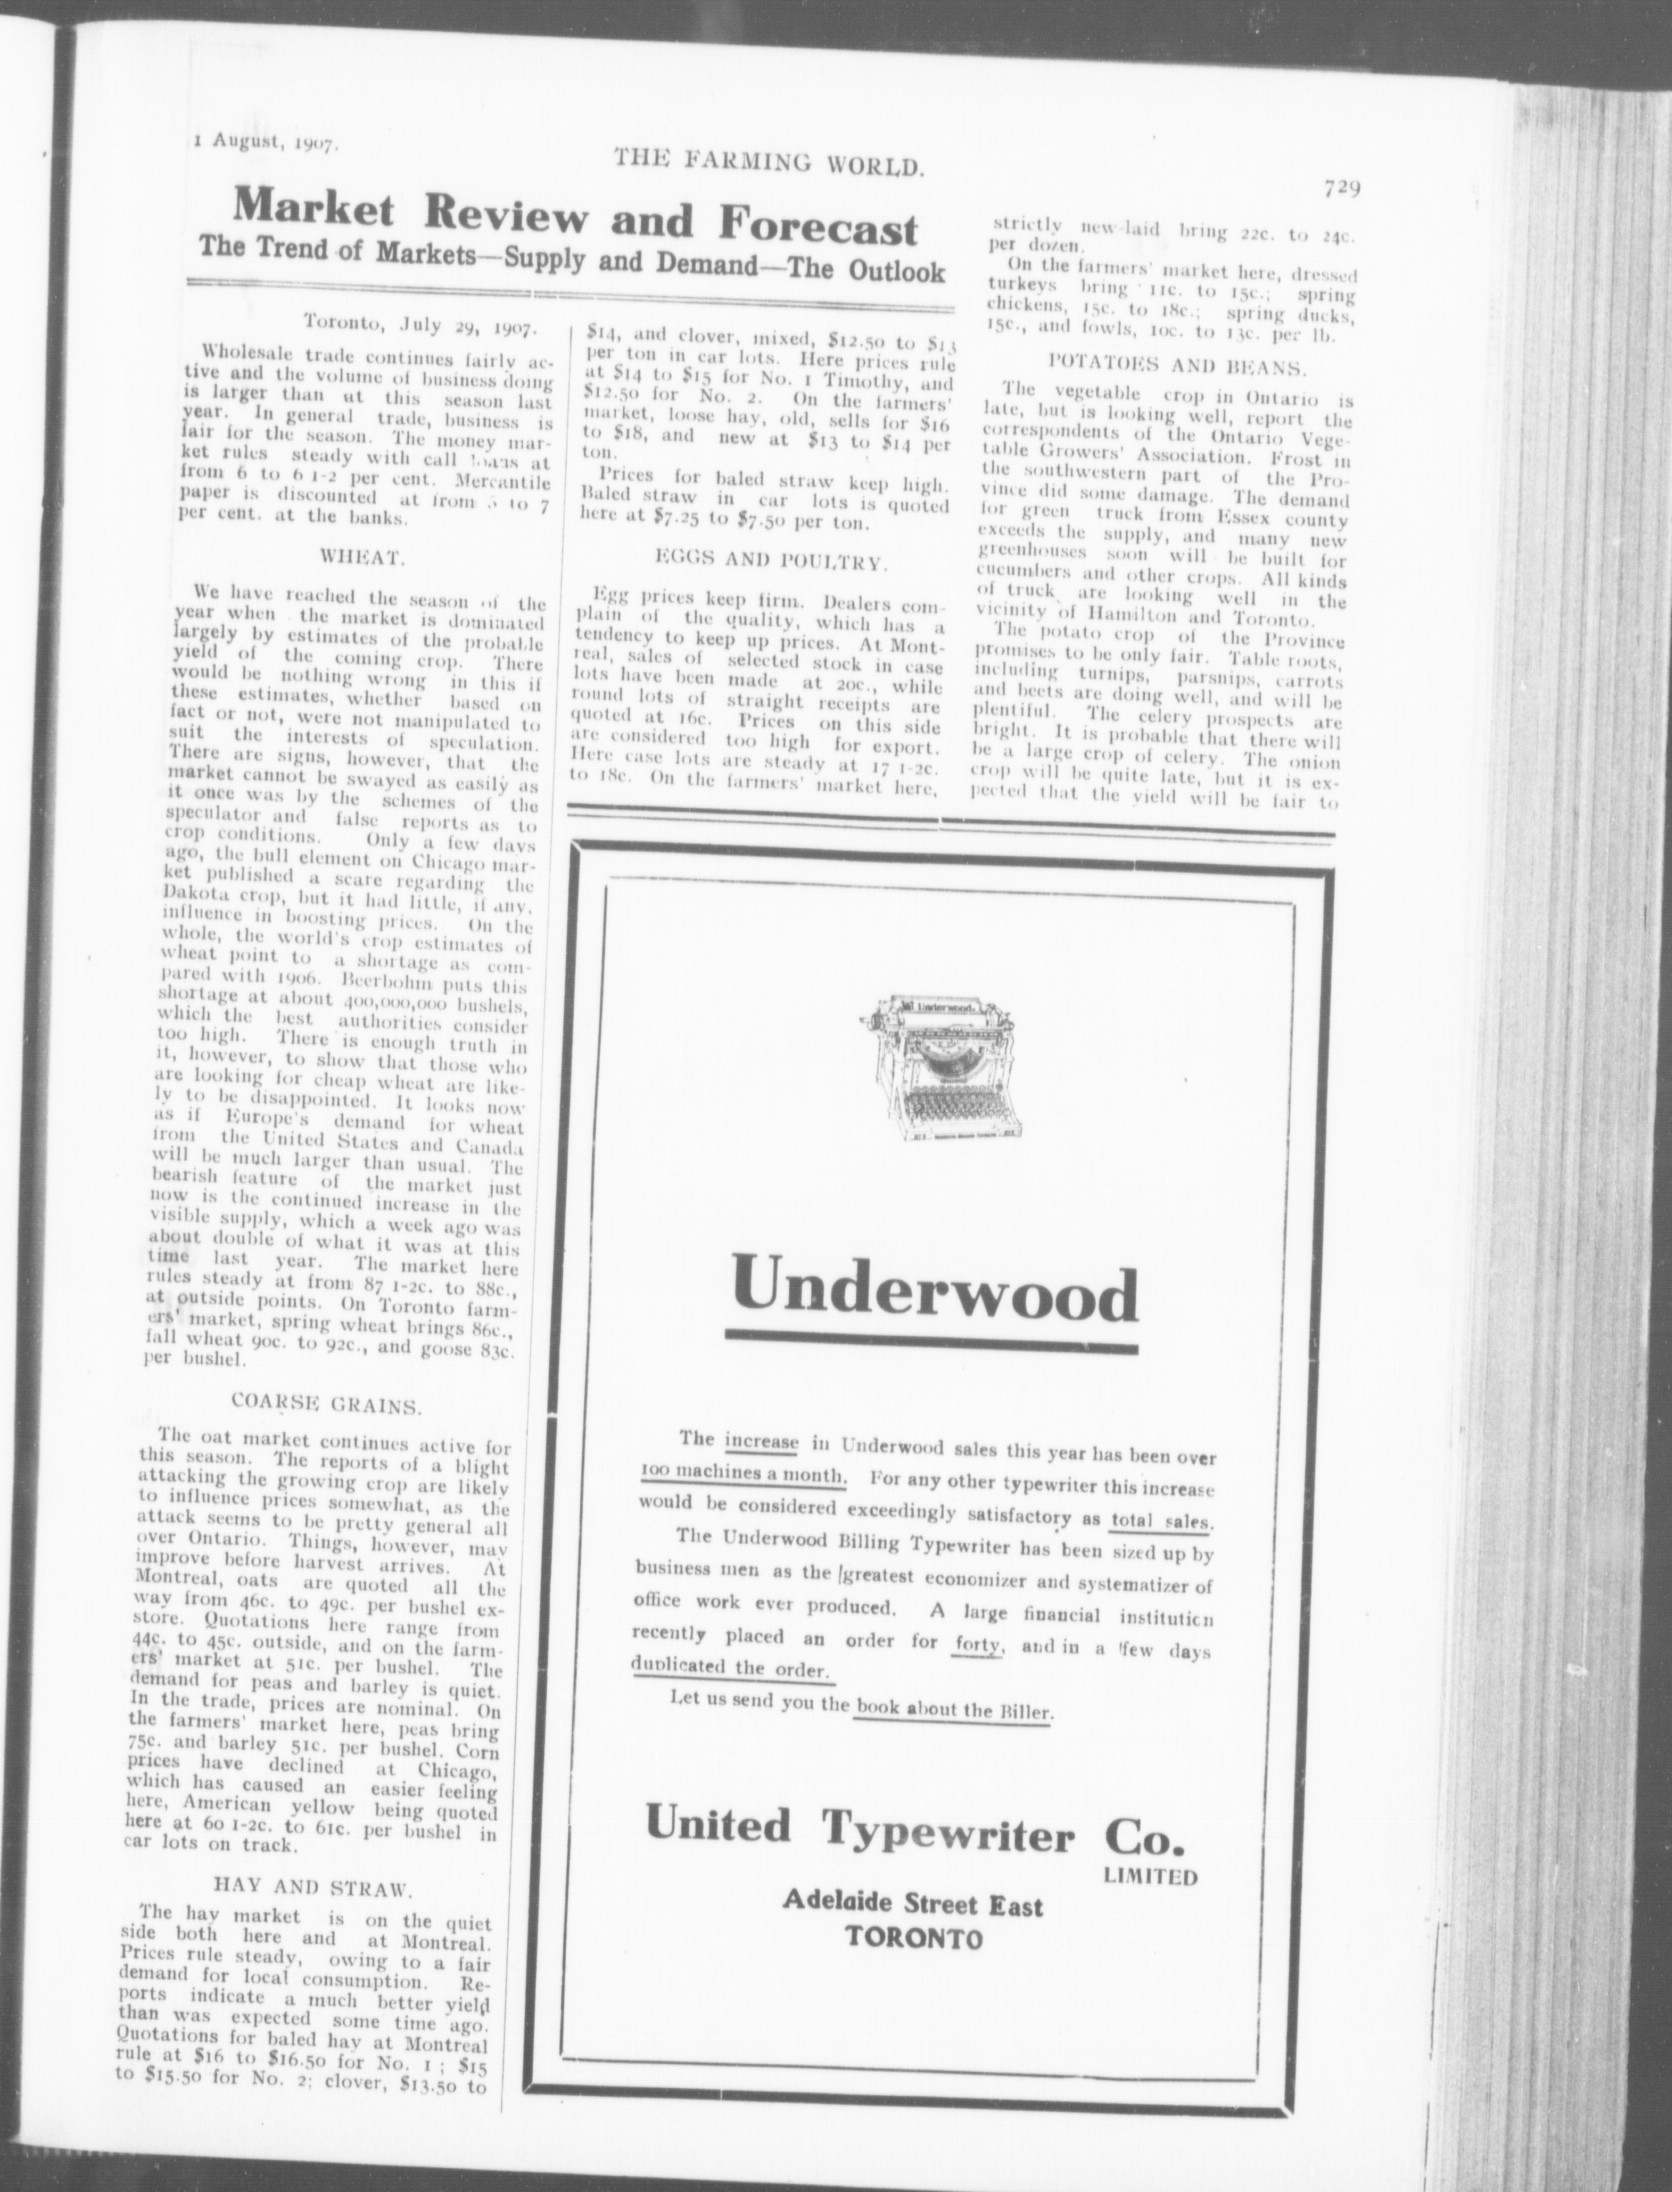 1 August, 1907.
THE FARMING WORLD.
729
Market Review and Forecast
The Trend of Markets—Supply and Demand—The Outlook
Toronto, July 29, 1907.
Wholesale trade continues fairly ac-
tive and the volume of business doing
is larger than at this season last
year. In general trade, business is
fair for the season. The money mar-
ket rules steady with call loans at
from 6 to 6 1-2 per cent. Mercantile
paper is discounted at from to 7
per cent. at the banks.
WHEAT.
We have reached the season of the
year when the market is dominated
largely by estimates of the probable
yield of the coming crop. There
would be nothing wrong in this if
these estimates, whether based on
fact or not, were not manipulated to
suit the interests of speculation.
There are signs, however, that the
market cannot be swayed as easily as
it once was by the schemes of the
speculator and false reports as to
crop conditions. Only a few days
ago, the bull element on Chicago mar-
ket published a scare regarding the
Dakota crop, but it had little, if any,
influence in boosting prices. On the
whole, the world's crop estimates of
wheat point to a shortage as com-
pared with 1906. Beerbohm puts this
shortage at about 400,000,000 bushels,
which the best authorities consider
too high. There is enough truth in
it, however, to show that those who
are looking for cheap wheat are like-
ly to be disappointed. It looks now
as if Europe's demand for wheat
from the United States and Canada
will be much larger than usual. The
bearish feature of the market just
now is the continued increase in the
visible supply, which a week ago was
about double of what it was at this
time last year. The market here
rules steady at from 87 1-2c. to 88c.,
at outside points. On Toronto farm-
ers' market, spring wheat brings 86c.,
fall wheat 90c. to 92c., and goose 83c.
per bushel.
COARSE GRAINS.
The oat market continues active for
this season. The reports of a blight
attacking the growing crop are likely
to influence prices somewhat, as the
attack seems to be pretty general all
over Ontario. Things, however, may
improve before harvest arrives. At
Montreal, oats are quoted all the
way from 46c. to 49c. per bushel ex-
store. Quotations here range from
44c. to 45c. outside, and on the farm-
ers' market at 51c. per bushel. The
demand for peas and barley is quiet.
In the trade, prices are nominal. On
the farmers' market here, peas bring
75c. and barley 51c. per bushel. Corn
prices have declined at Chicago,
which has caused an easier feeling
here, American yellow being quoted
here at 60 1-2c. to 61c. per bushel in
car lots on track.
HAY AND STRAW.
The hay market is on the quiet
side both here and at Montreal.
Prices rule steady, owing to a fair
demand for local consumption. Re-
ports indicate a much better yield
than was expected some time ago.
Quotations for baled hay at Montreal
rule at $16 to $16.50 for No. 1; $15
to $15.50 for No. 2; clover, $13.50 to
$14, and clover, mixed, $12.50 to $13
per ton in car lots. Here prices rule
at $14 to $15 for No. 1 Timothy, and
$12.50 for No. 2. On the farmers'
market, loose hay, old, sells for $16
to $18, and new at $13 to $14 per
ton.
Prices for baled straw keep high.
Baled straw in car lots is quoted
here at $7.25 to $7.50 per ton.
EGGS AND POULTRY.
Egg prices keep firm. Dealers com-
plain of the quality, which has a
tendency to keep up prices. At Mont-
real, sales of selected stock in case
lots have been made at 20c., while
round lots of straight receipts are
quoted at 16c. Prices on this side
are considered too high for export.
Here case lots are steady at 17 1-2c.
to 18c. On the farmers' market here,
strictly new-laid bring 22c. to 24c.
per dozen.
On the farmers' market here, dressed
turkeys bring 11c. to 15c.; spring
chickens, 15c. to 18c.; spring ducks,
15c., and fowls, 10c. to 13c. per lb.
POTATOES AND BEANS.
The vegetable crop in Ontario is
late, but is looking well, report the
correspondents of the Ontario Vege-
table Growers' Association. Frost in
the southwestern part of the Pro-
vince did some damage. The demand
for green truck from Essex county
exceeds the supply, and many new
greenhouses soon will be built for
cucumbers and other crops. All kinds
of truck are looking well in the
vicinity of Hamilton and Toronto.
The potato crop of the Province
promises to be only fair. Table roots,
including turnips, parsnips, carrots
and beets are doing well, and will be
plentiful. The celery prospects are
bright. It is probable that there will
be a large crop of celery. The onion
crop will be quite late, but it is ex-
pected that the yield will be fair to
Underwood
Underwood
The increase in Underwood sales this year has been over
100 machines a month. For any other typewriter this increase
would be considered exceedingly satisfactory as total sales.
The Underwood Billing Typewriter has been sized up by
business men as the greatest economizer and systematizer of
office work ever produced. A large financial institution
recently placed an order for forty, and in a few days
duplicated the order.
Let us send you the book about the Biller.
United Typewriter Co.
LIMITED
Adelaide Street East
TORONTO